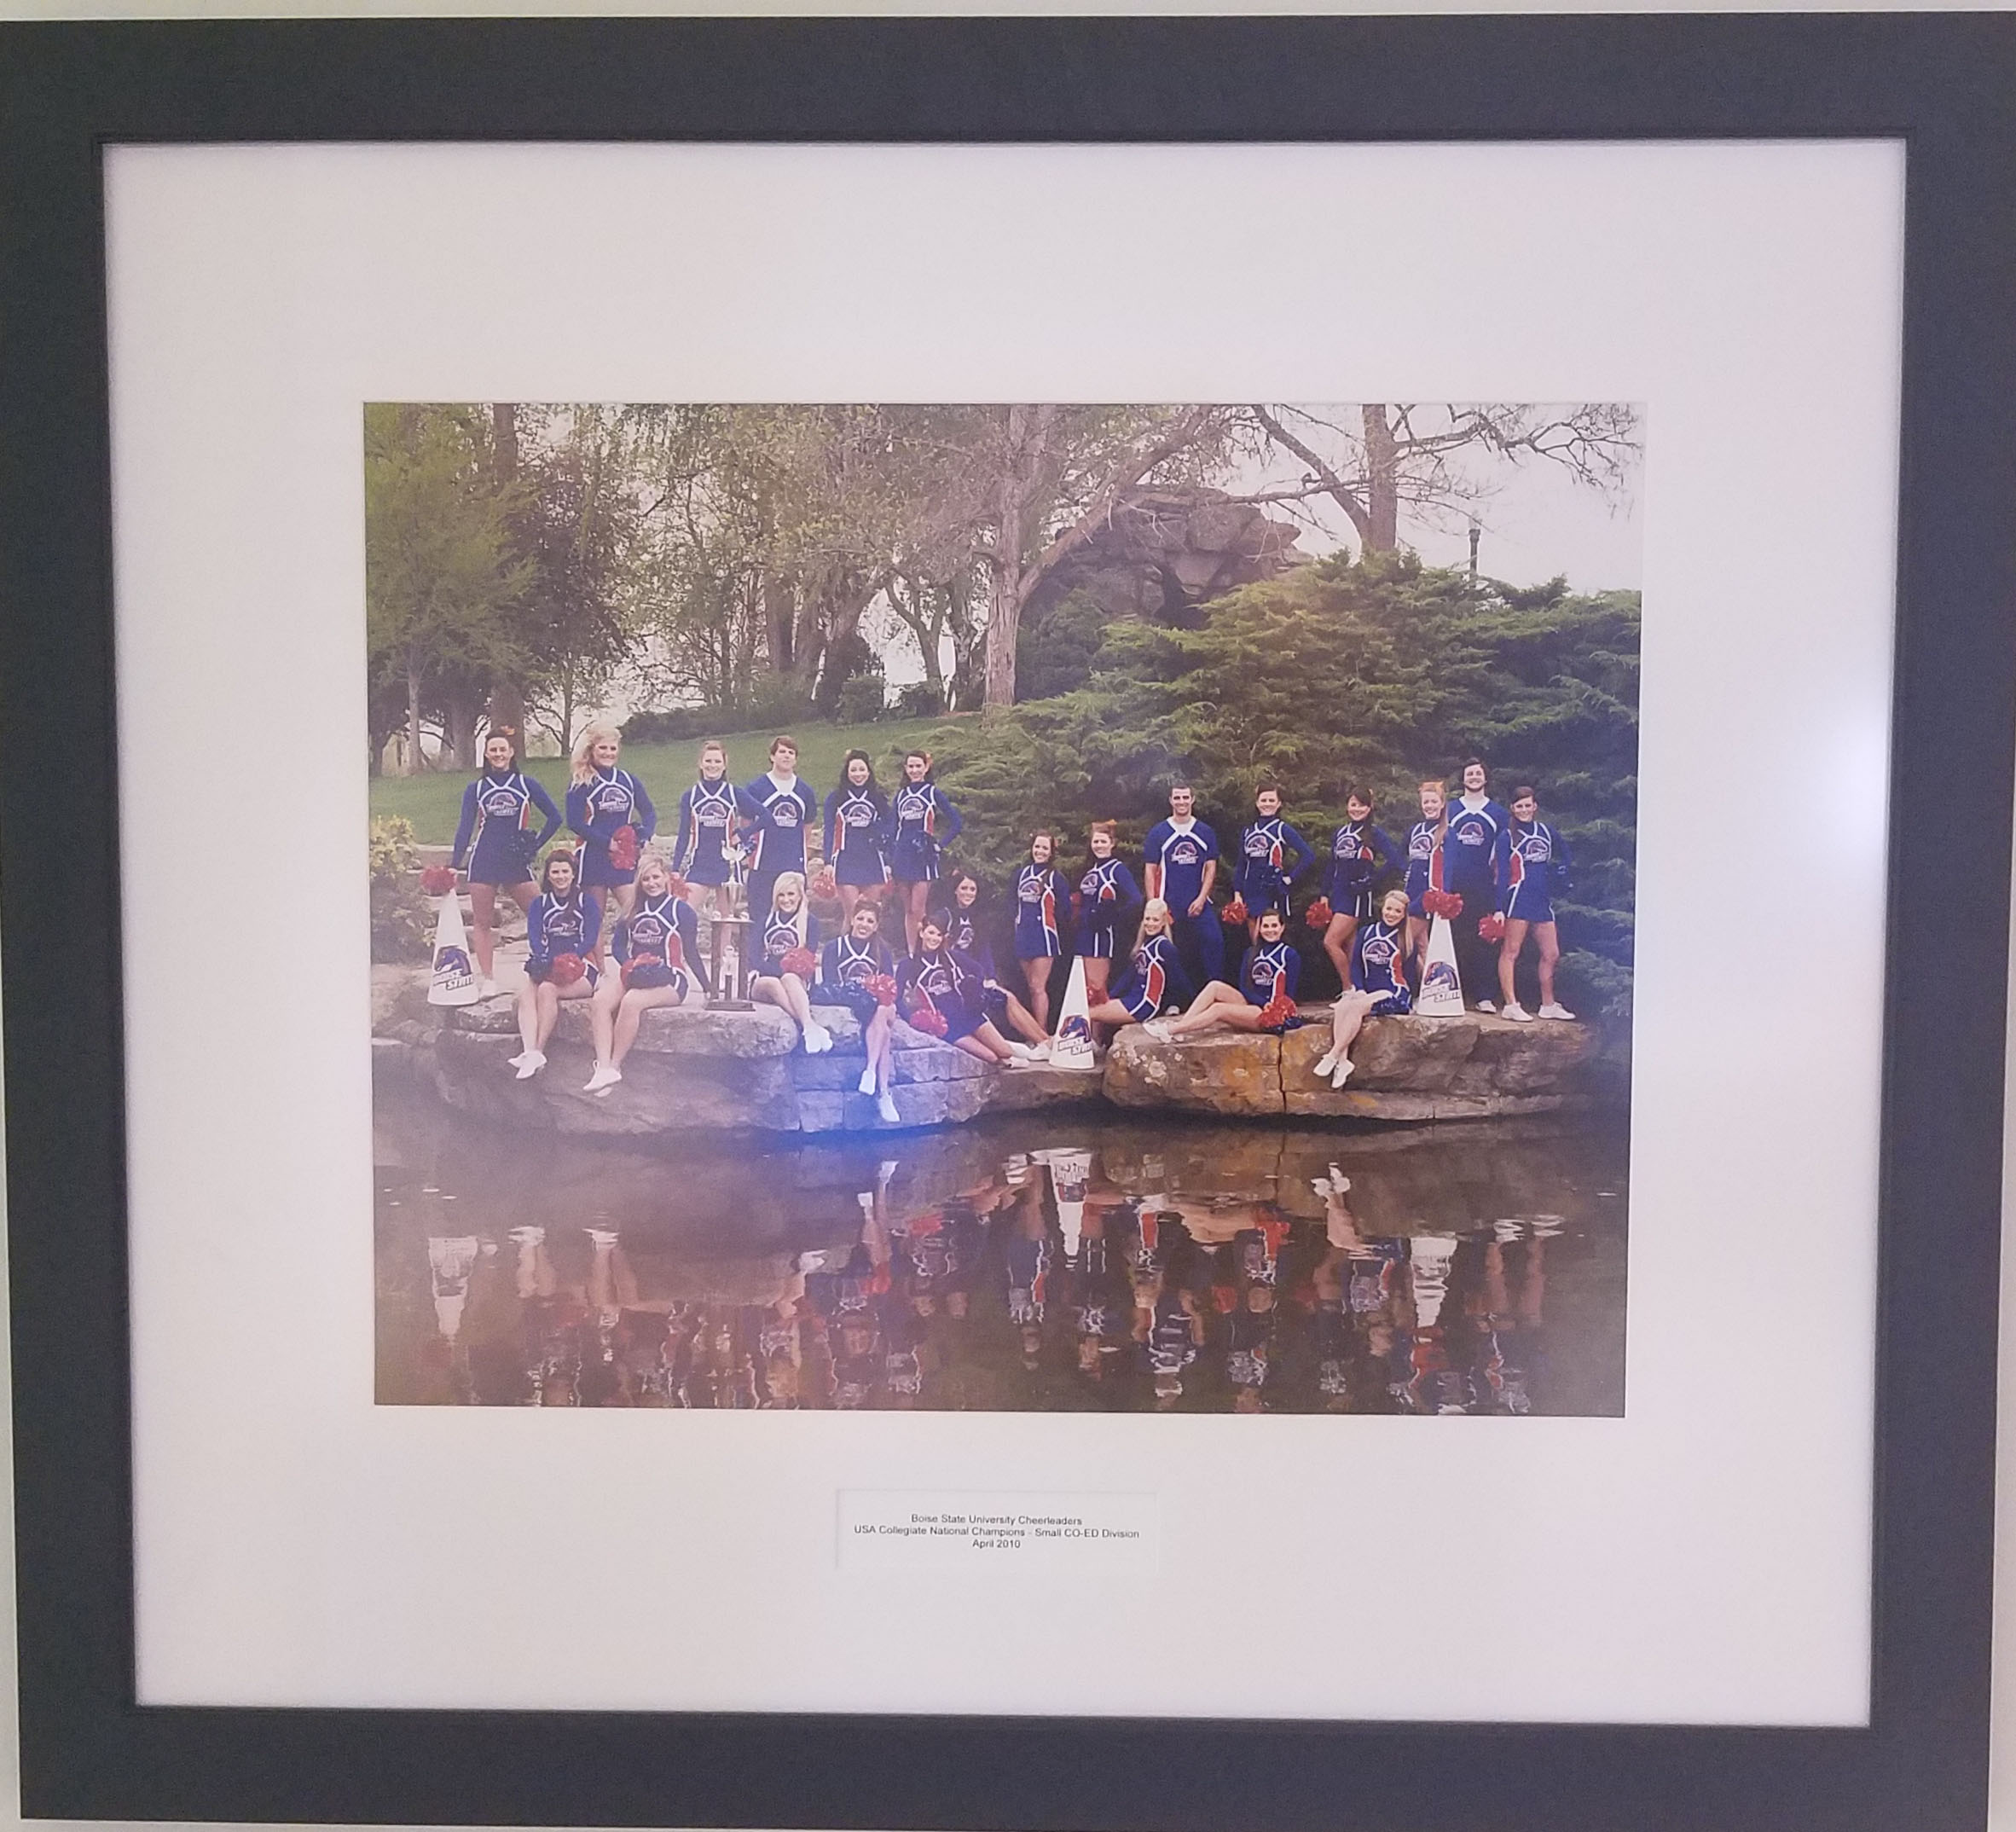 Boise State University Cheerleaders
USA Collegiate National Champions - Small CO-ED Division
April 2010